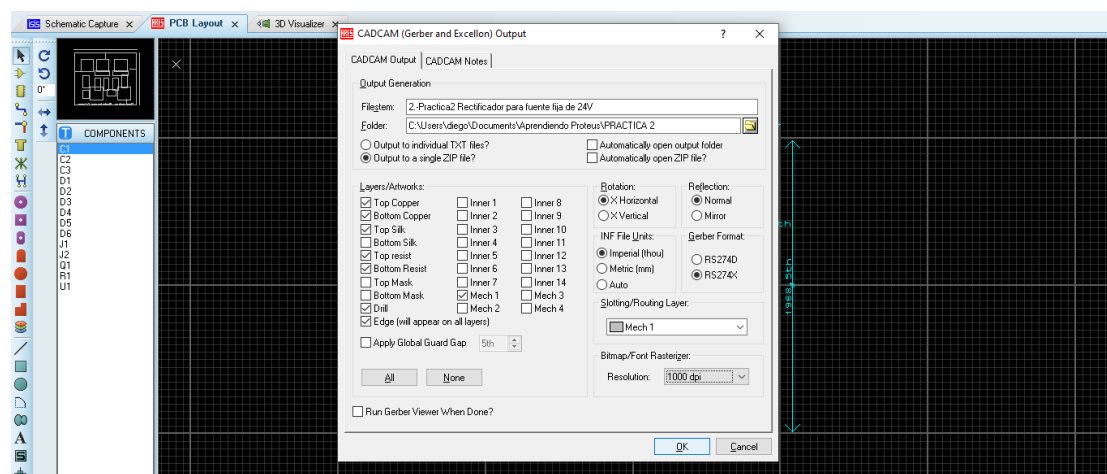 ISIS Schematic Capture x
ARES PCB Layout x
3D Visualizer x
ARES CADCAM (Gerber and Excellon) Output ? ×
CADCAM Output
CADCAM Notes
0°
T COMPONENTS
C1
C2
C3
D1
D2
D3
D4
D5
D6
J1
J2
Q1
R1
U1
A
S
Output Generation
Filestem: 2.-Practica2 Rectificador para fuente fija de 24V
Folder: C:\Users\diego\Documents\Aprendiendo Proteus\PRACTICA 2
Output to individual TXT files?
Output to a single ZIP file?
Automatically open output folder
Automatically open ZIP file?
Layers/Artworks:
Top Copper Inner 1 Inner 8
Bottom Copper Inner 2 Inner 9
Top Silk Inner 3 Inner 10
Bottom Silk Inner 4 Inner 11
Top resist Inner 5 Inner 12
Bottom Resist Inner 6 Inner 13
Top Mask Inner 7 Inner 14
Bottom Mask Mech 1 Mech 3
Drill Mech 2 Mech 4
Edge (will appear on all layers)
Apply Global Guard Gap 5th
All None
Run Gerber Viewer When Done?
Rotation:
X Horizontal
X Vertical
Reflection:
Normal
Mirror
INF File Units:
Imperial (thou)
Metric (mm)
Auto
Gerber Format:
RS274D
RS274X
Slotting/Routing Layer:
Mech 1
Bitmap/Font Rasterizer:
Resolution: 1000 dpi
OK Cancel
1968.5th